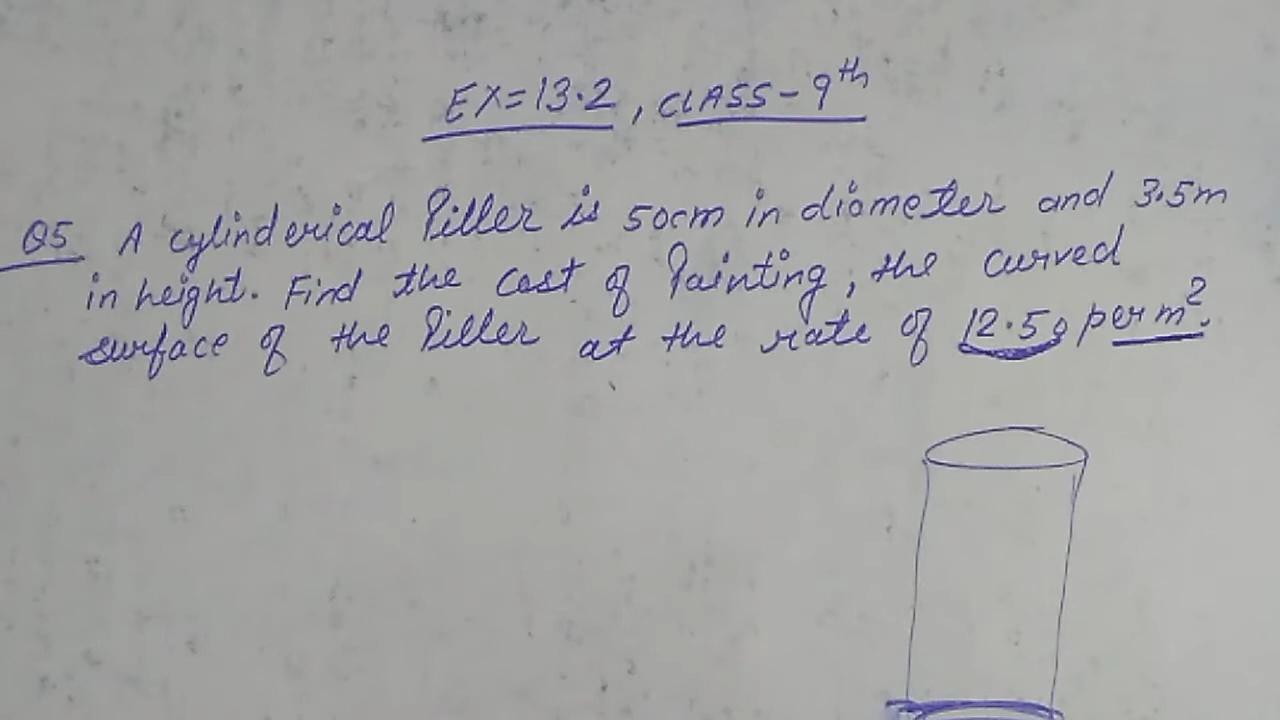 EX=13.2, CLASS-9th
Q5 A cylinderical Piller is 50cm in diameter and 3.5m
in height. Find the cost of Painting, the curved
surface of the Piller at the rate of 12.50 per m².